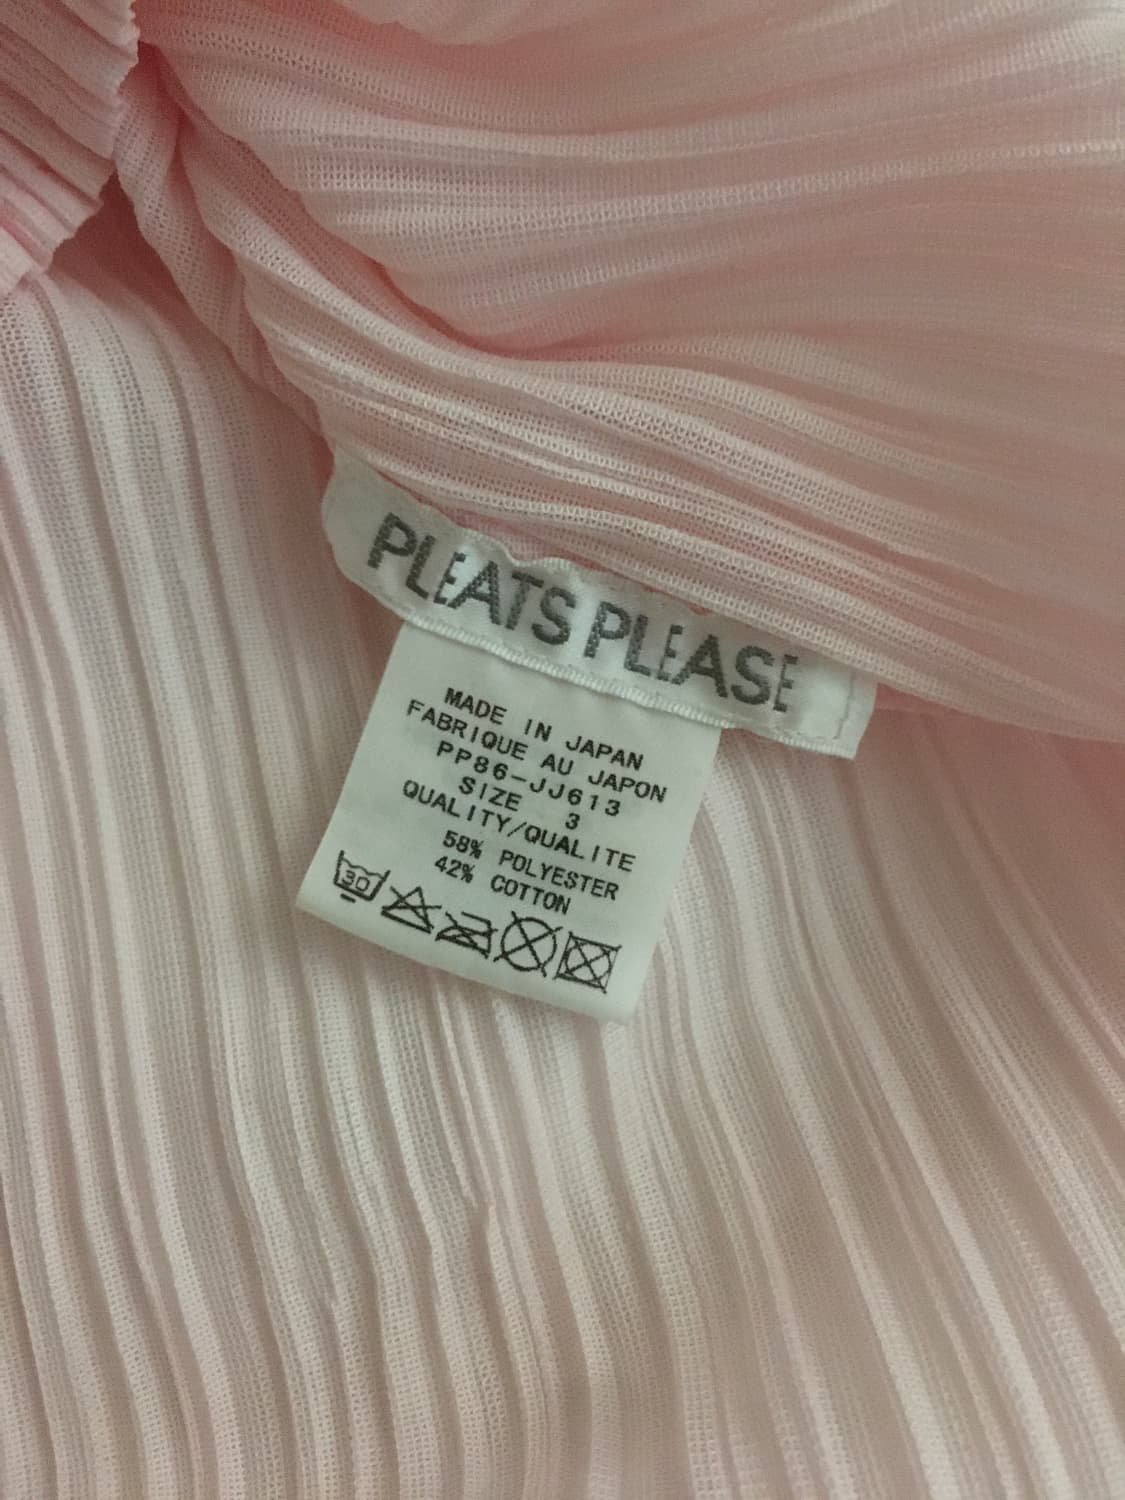 PLEATS PLEASE
MADE IN JAPAN
FABRIQUE AU JAPON
PP86-JJ613
SIZE 3
QUALITY/QUALITE
58% POLYESTER
42% COTTON
30